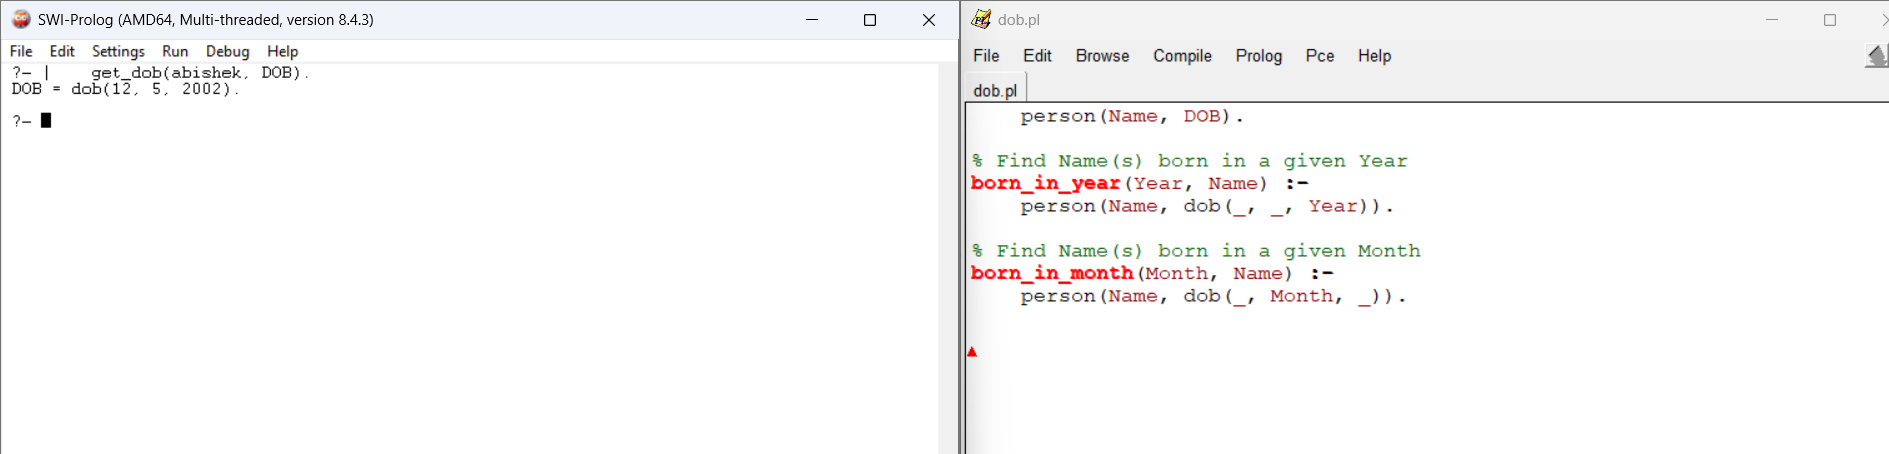 SWI-Prolog (AMD64, Multi-threaded, version 8.4.3)
File Edit Settings Run Debug Help
?- |    get_dob(abishek, DOB).
DOB = dob(12, 5, 2002).
?-
dob.pl
File Edit Browse Compile Prolog Pce Help
dob.pl
    person(Name, DOB).
% Find Name(s) born in a given Year
born_in_year(Year, Name) :-
    person(Name, dob(_, _, Year)).
% Find Name(s) born in a given Month
born_in_month(Month, Name) :-
    person(Name, dob(_, Month, _)).